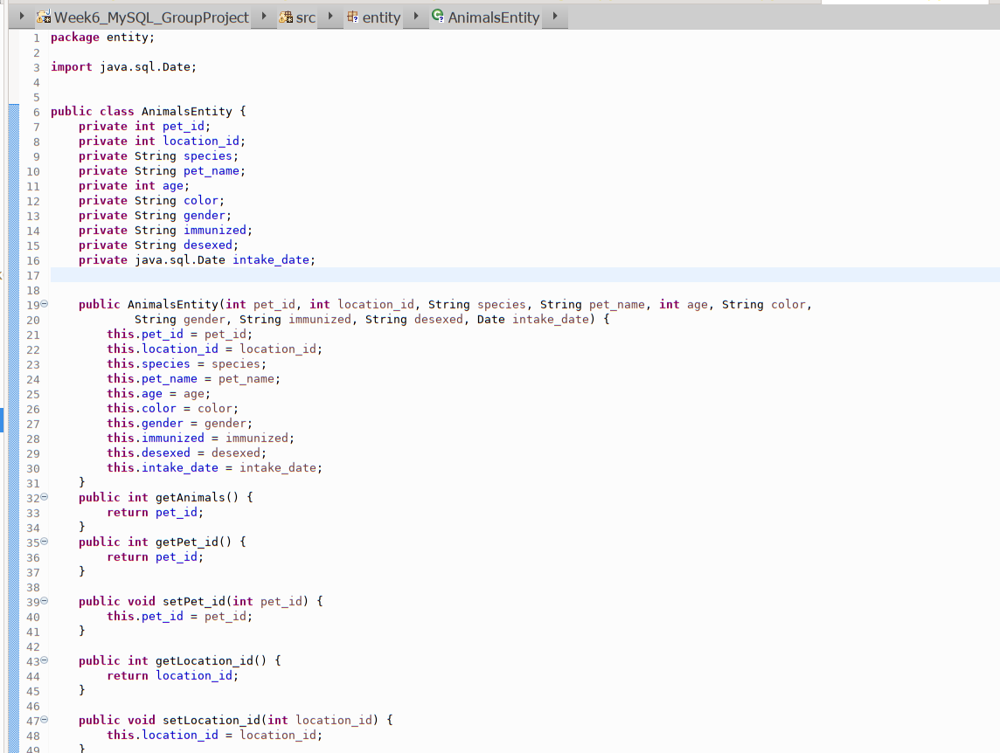 Week6_MySQL_GroupProject src entity AnimalsEntity
1 package entity;
2
3 import java.sql.Date;
4
5
6 public class AnimalsEntity {
7     private int pet_id;
8     private int location_id;
9     private String species;
10     private String pet_name;
11     private int age;
12     private String color;
13     private String gender;
14     private String immunized;
15     private String desexed;
16     private java.sql.Date intake_date;
17
18
19     public AnimalsEntity(int pet_id, int location_id, String species, String pet_name, int age, String color,
20             String gender, String immunized, String desexed, Date intake_date) {
21         this.pet_id = pet_id;
22         this.location_id = location_id;
23         this.species = species;
24         this.pet_name = pet_name;
25         this.age = age;
26         this.color = color;
27         this.gender = gender;
28         this.immunized = immunized;
29         this.desexed = desexed;
30         this.intake_date = intake_date;
31     }
32     public int getAnimals() {
33         return pet_id;
34     }
35     public int getPet_id() {
36         return pet_id;
37     }
38
39     public void setPet_id(int pet_id) {
40         this.pet_id = pet_id;
41     }
42
43     public int getLocation_id() {
44         return location_id;
45     }
46
47     public void setLocation_id(int location_id) {
48         this.location_id = location_id;
49     }